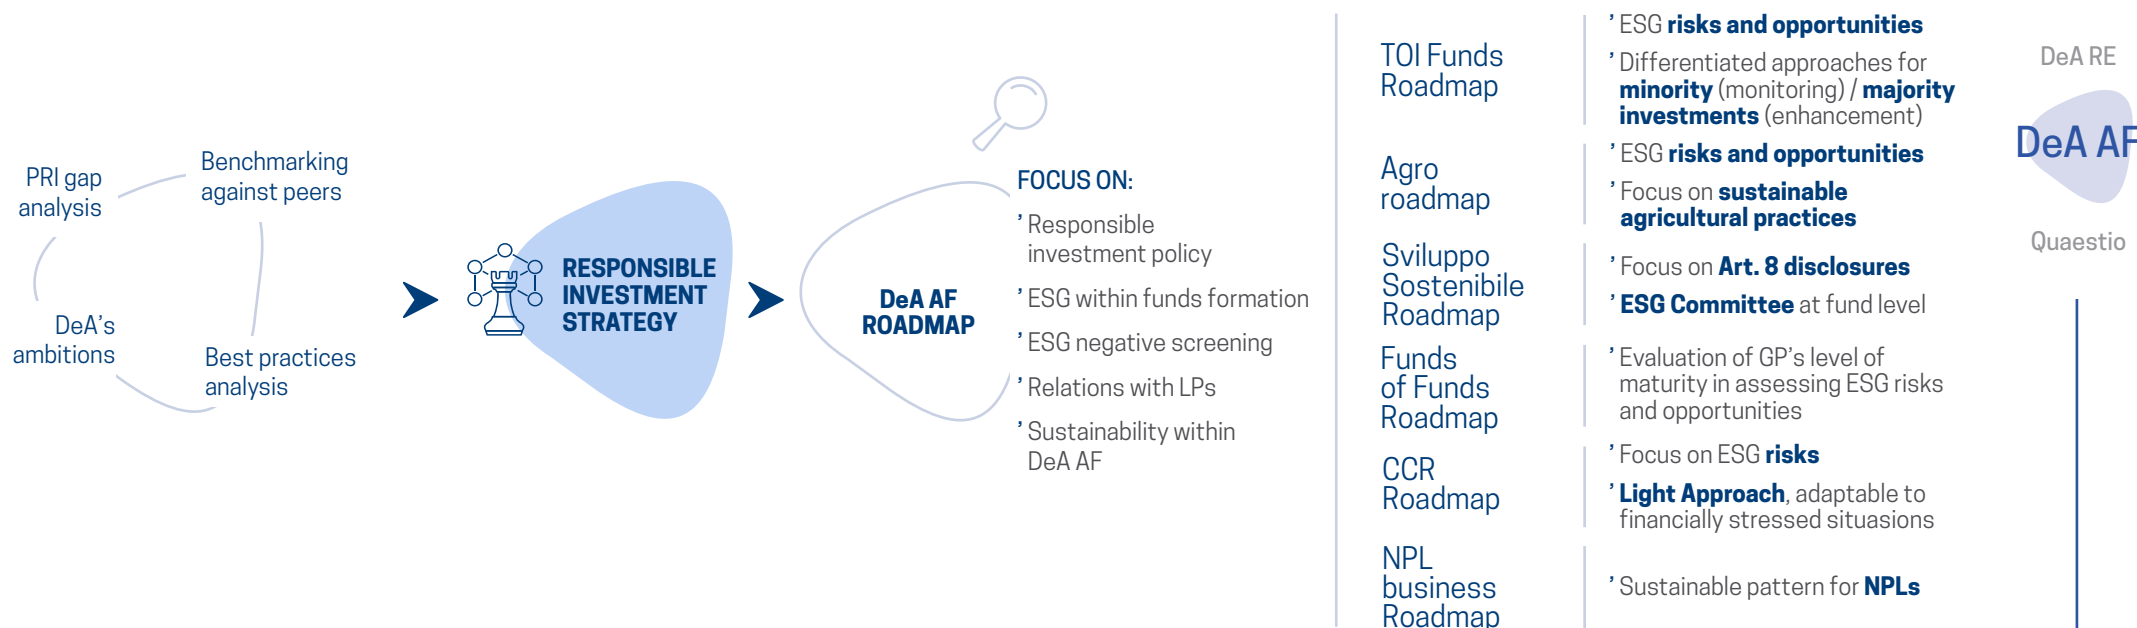 PRI gap
analysis
Benchmarking
against peers
DeA's
ambitions
Best practices
analysis
RESPONSIBLE
INVESTMENT
STRATEGY
DeA AF
ROADMAP
FOCUS ON:
’ Responsible
investment policy
’ ESG within funds formation
’ ESG negative screening
’ Relations with LPs
’ Sustainability within
DeA AF
TOI Funds
Roadmap
’ ESG risks and opportunities
’ Differentiated approaches for
minority (monitoring) / majority
investments (enhancement)
Agro
roadmap
’ ESG risks and opportunities
’ Focus on sustainable
agricultural practices
Sviluppo
Sostenibile
Roadmap
’ Focus on Art. 8 disclosures
’ ESG Committee at fund level
Funds
of Funds
Roadmap
’ Evaluation of GP's level of
maturity in assessing ESG risks
and opportunities
CCR
Roadmap
’ Focus on ESG risks
’ Light Approach, adaptable to
financially stressed situasions
NPL
business
Roadmap
’ Sustainable pattern for NPLs
DeA RE
DeA AF
Quaestio